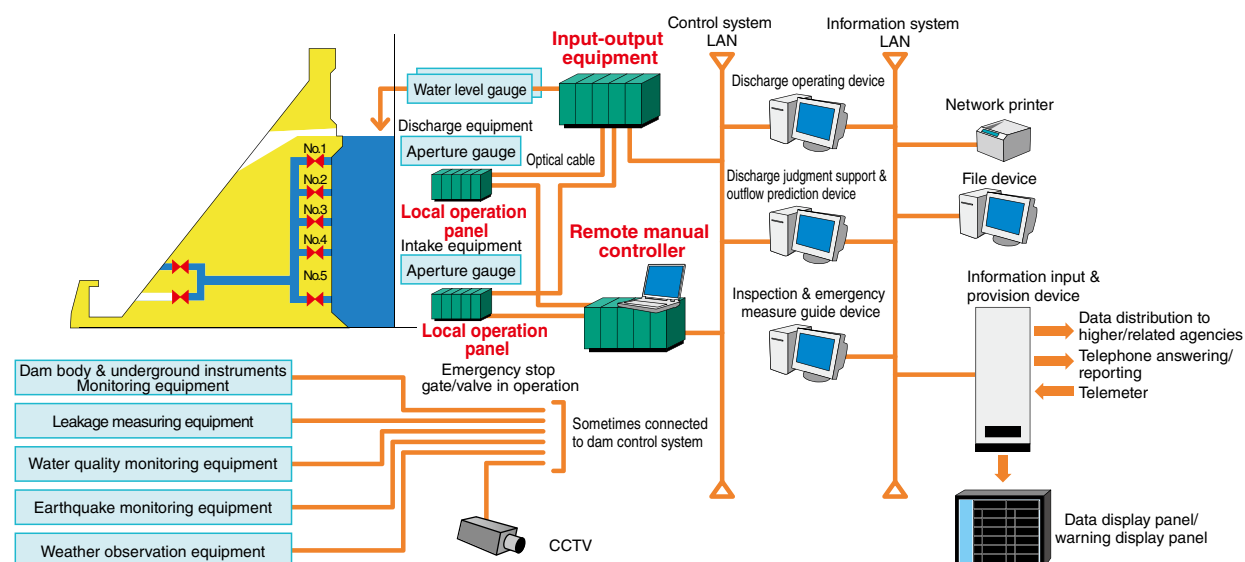 Control system
LAN
Information system
LAN
Input-output
equipment
Water level gauge
Discharge operating device
Network printer
Discharge equipment
Aperture gauge
Optical cable
No.1
No.2
No.3
No.4
No.5
Local operation
panel
Discharge judgment support &
outflow prediction device
File device
Remote manual
controller
Intake equipment
Aperture gauge
Local operation
panel
Inspection & emergency
measure guide device
Information input &
provision device
Data distribution to
higher/related agencies
Telephone answering/
reporting
Telemeter
Emergency stop
gate/valve in operation
Dam body & underground instruments
Monitoring equipment
Leakage measuring equipment
Water quality monitoring equipment
Earthquake monitoring equipment
Weather observation equipment
Sometimes connected
to dam control system
CCTV
Data display panel/
warning display panel